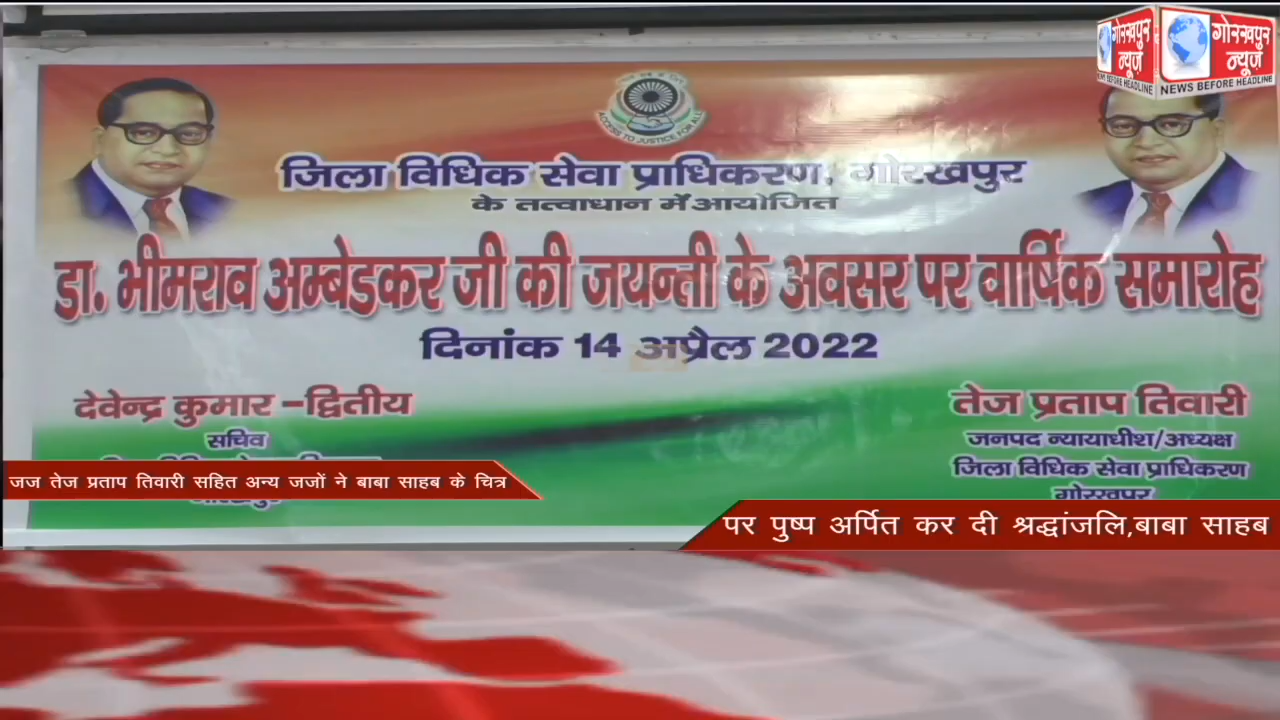 गोरखपुर
न्यूज़
NEWS BEFORE HEADLINE
गोरखपुर
न्यूज़
NEWS BEFORE HEADLINE
ACCESS TO JUSTICE FOR ALL
जिला विधिक सेवा प्राधिकरण, गोरखपुर
के तत्वाधान में आयोजित
डा. भीमराव अम्बेडकर जी की जयन्ती के अवसर पर वार्षिक समारोह
दिनांक 14 अप्रैल 2022
देवेन्द्र कुमार -द्वितीय
सचिव
तेज प्रताप तिवारी
जनपद न्यायाधीश/अध्यक्ष
जिला विधिक सेवा प्राधिकरण
गोरखपुर
जज तेज प्रताप तिवारी सहित अन्य जजों ने बाबा साहब के चित्र
पर पुष्प अर्पित कर दी श्रद्धांजलि,बाबा साहब